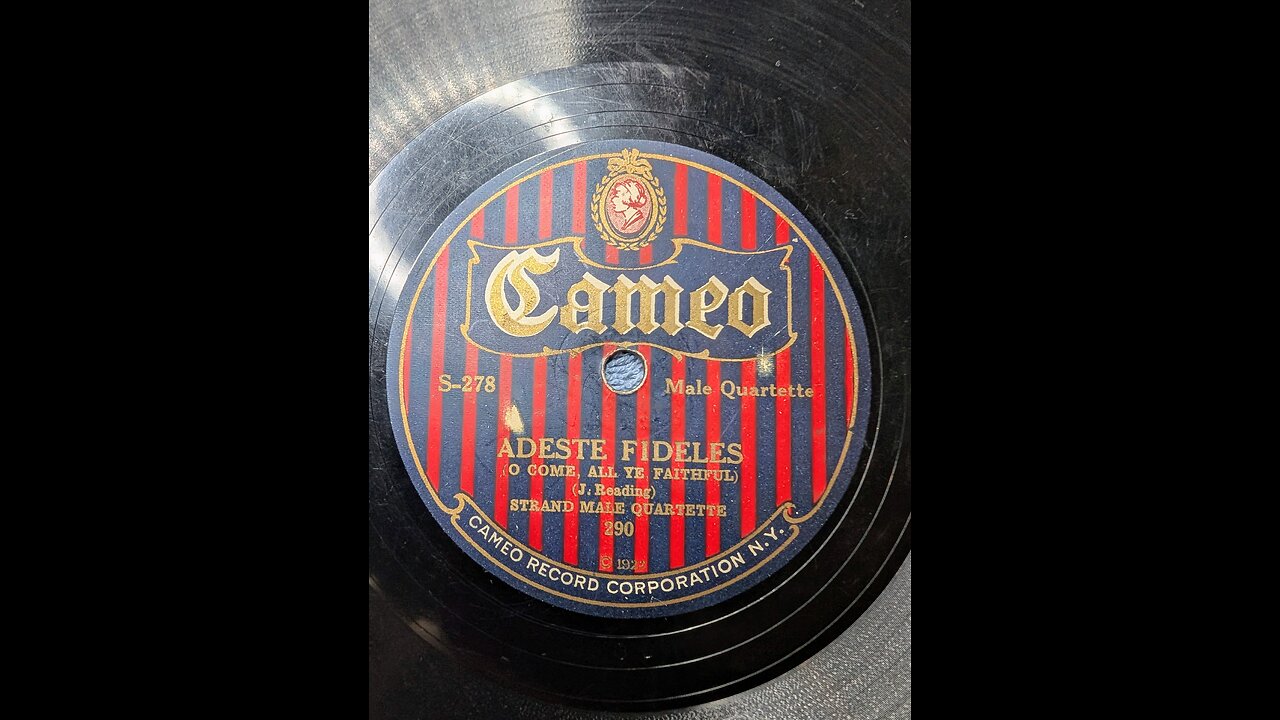 Cameo
S-278 Male Quartette
ADESTE FIDELES
(O COME, ALL YE FAITHFUL)
(J. Reading)
STRAND MALE QUARTETTE
290
©
CAMEO RECORD CORPORATION N.Y.